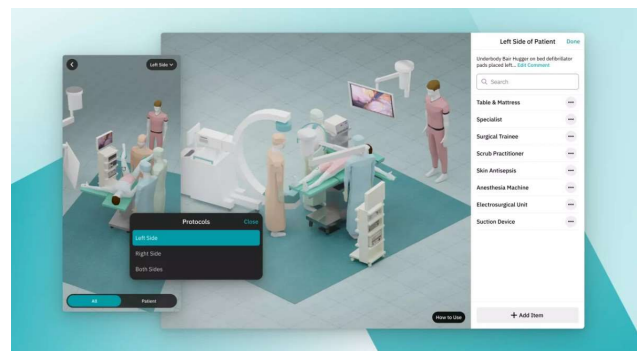 Left Side
Protocols
Close
Left Side
Right Side
Both Sides
All
Patient
How to Use
Left Side of Patient
Done
Underbody Bair Hugger on bed defibrillater
pads placed left... Edit Comment
Search
Table & Mattress
Specialist
Surgical Trainee
Scrub Practitioner
Skin Antisepsis
Anesthesia Machine
Electrosurgical Unit
Suction Device
+ Add Item